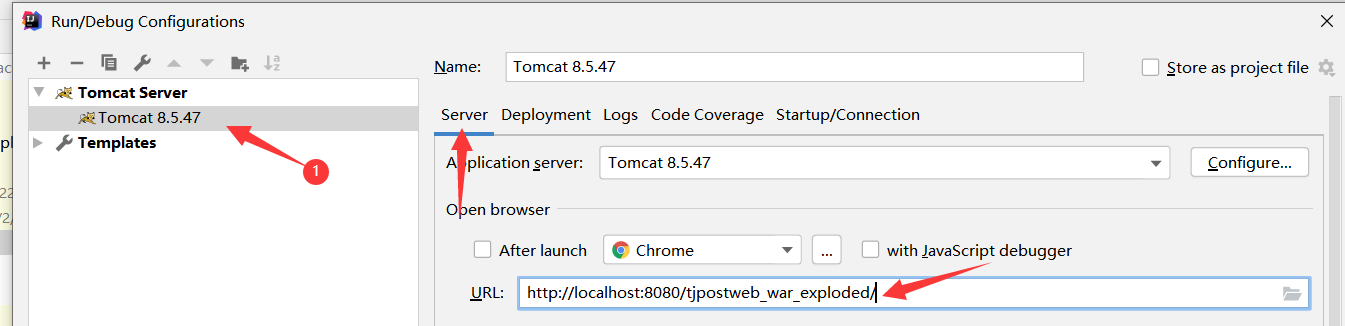 Run/Debug Configurations
Name: Tomcat 8.5.47
Store as project file
Tomcat Server
Tomcat 8.5.47
Templates
1
Server Deployment Logs Code Coverage Startup/Connection
Application server: Tomcat 8.5.47 Configure...
Open browser
After launch Chrome ... with JavaScript debugger
URL: http://localhost:8080/tjpostweb_war_exploded/